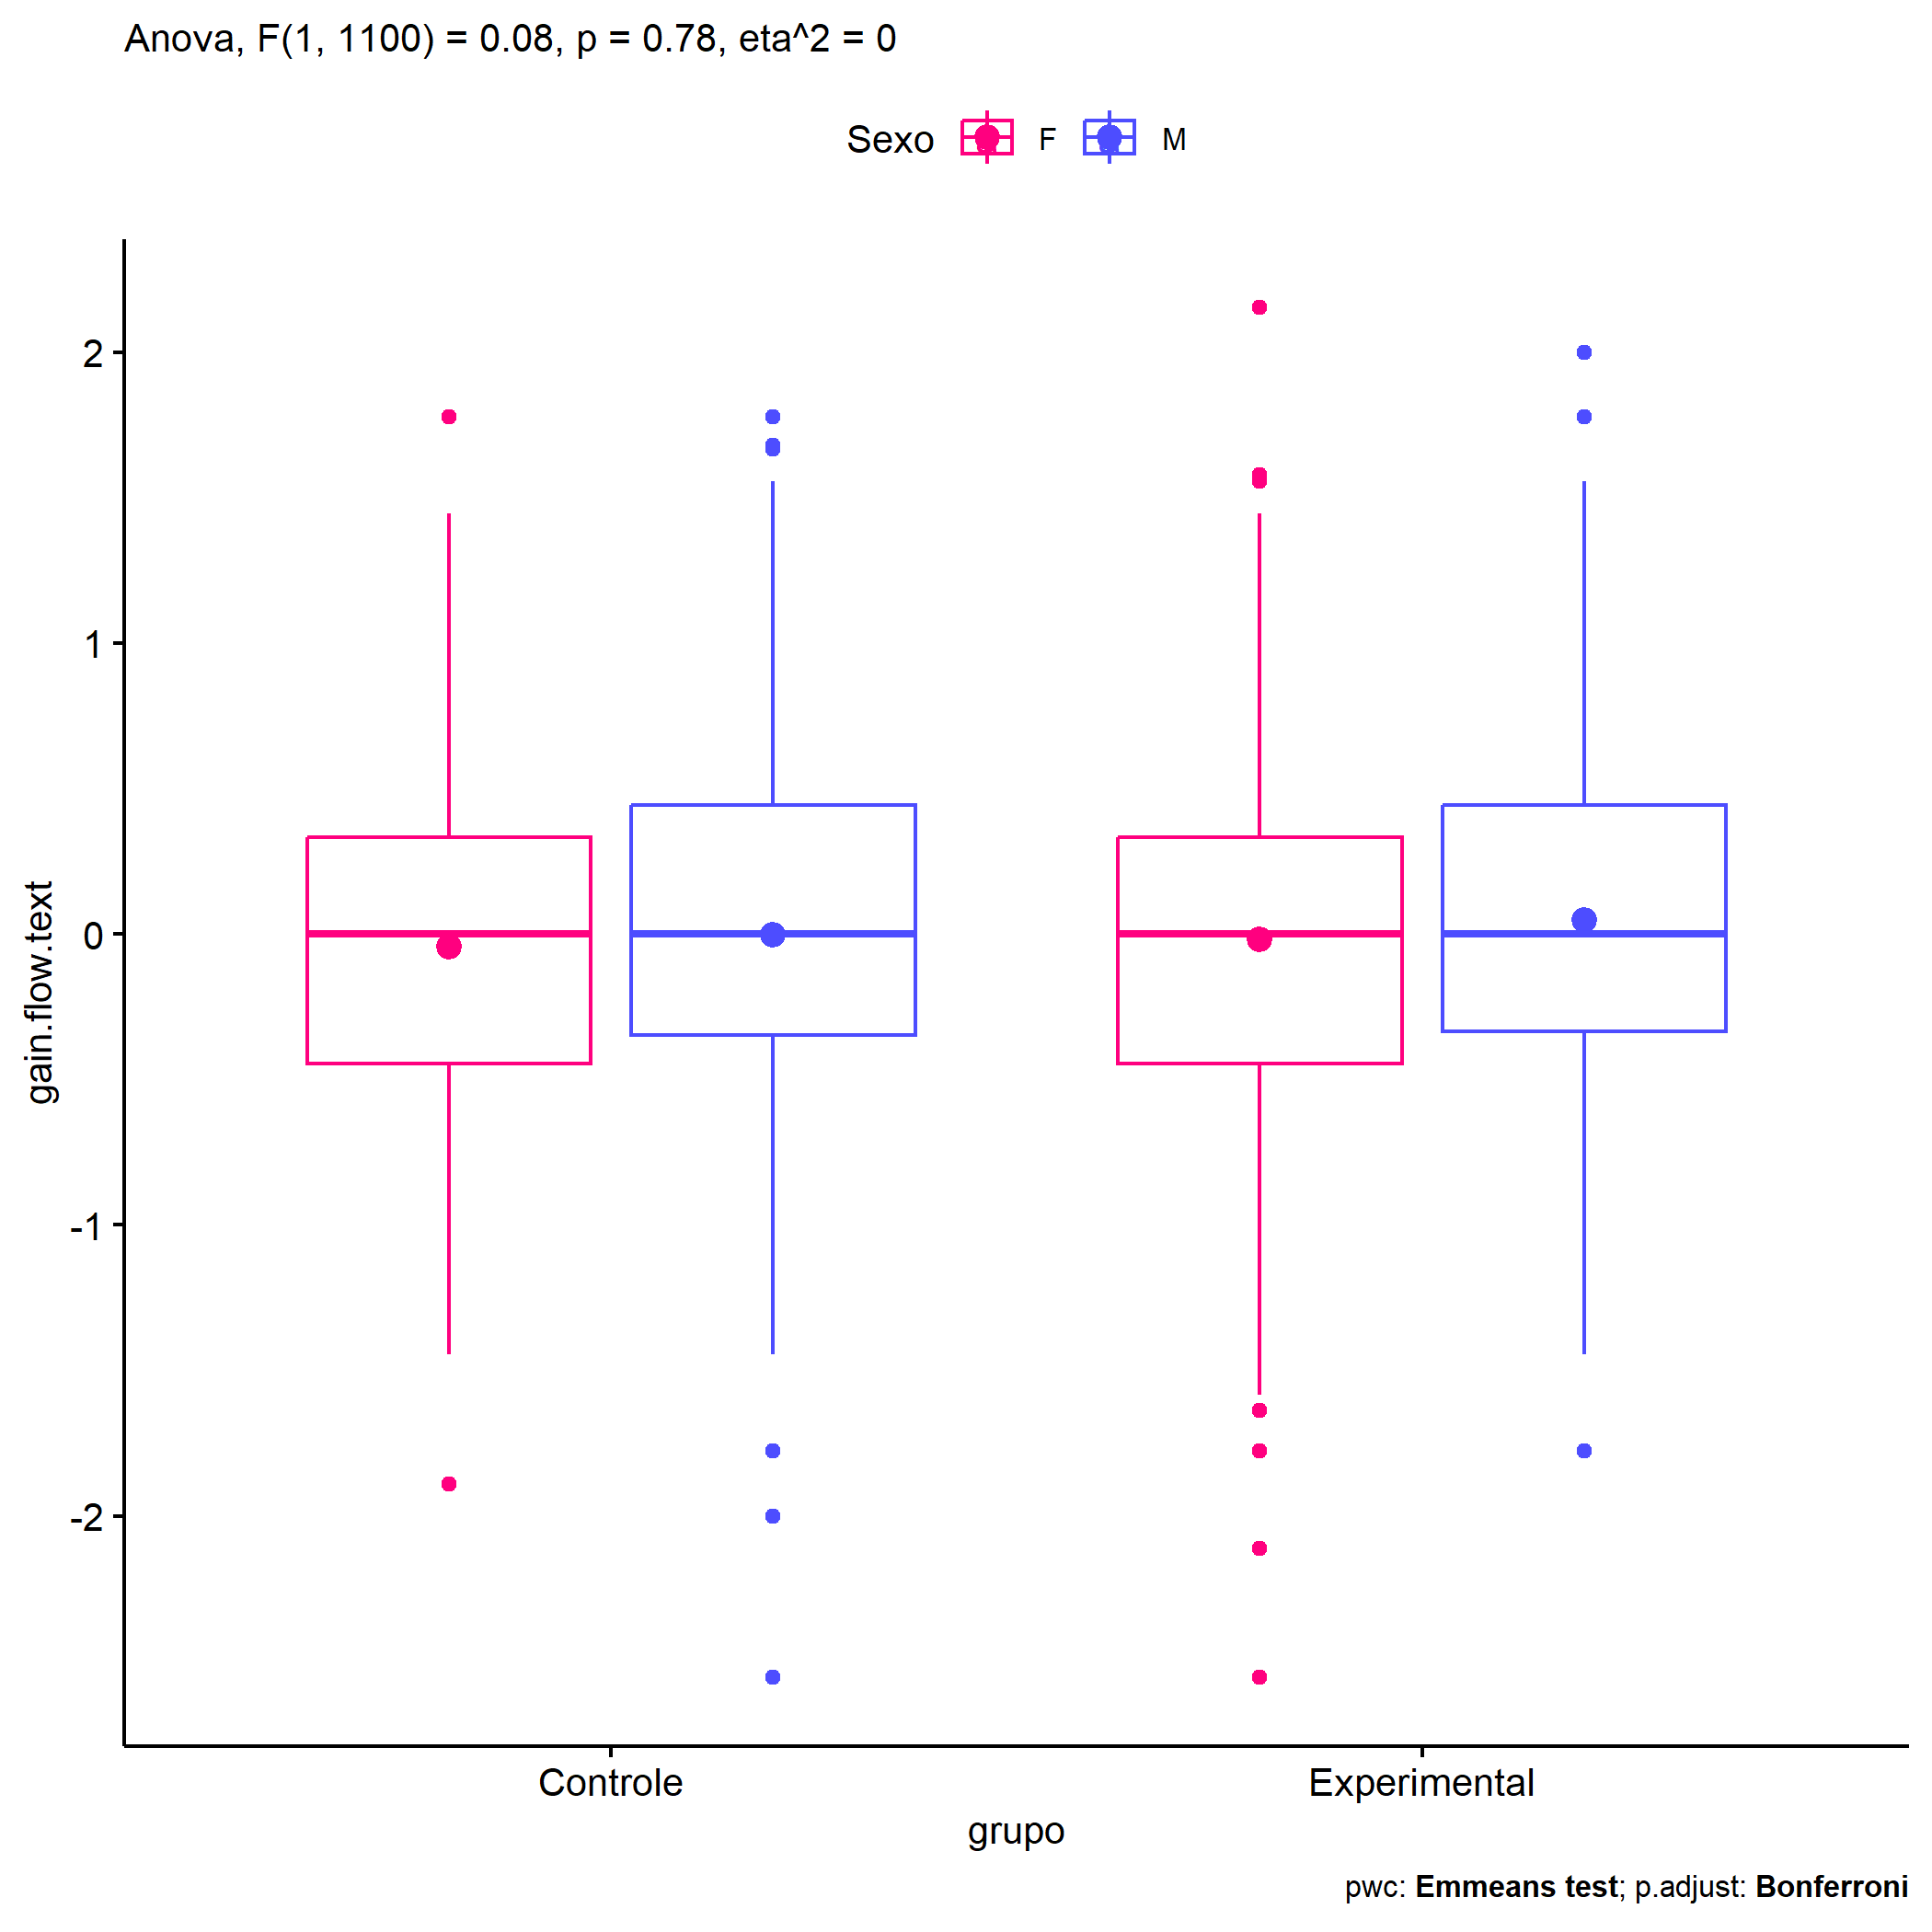 Anova, F(1, 1100) = 0.08, p = 0.78, eta^2 = 0
Sexo F M
gain.flow.text
2
1
0
-1
-2
Controle Experimental
grupo
pwc: Emmeans test; p.adjust: Bonferroni